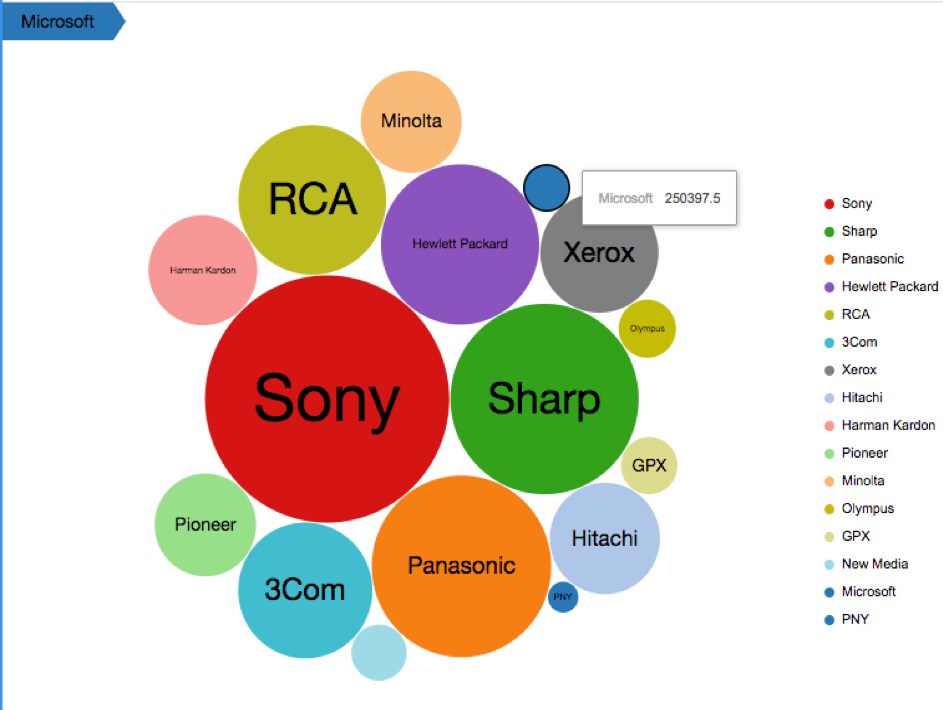 Microsoft
Minolta
RCA
Microsoft 250397.5
Hewlett Packard
Xerox
Harman Kardon
Olympus
Sony
Sharp
GPX
Pioneer
Hitachi
Panasonic
3Com
PNY
Sony
Sharp
Panasonic
Hewlett Packard
RCA
3Com
Xerox
Hitachi
Harman Kardon
Pioneer
Minolta
Olympus
GPX
New Media
Microsoft
PNY